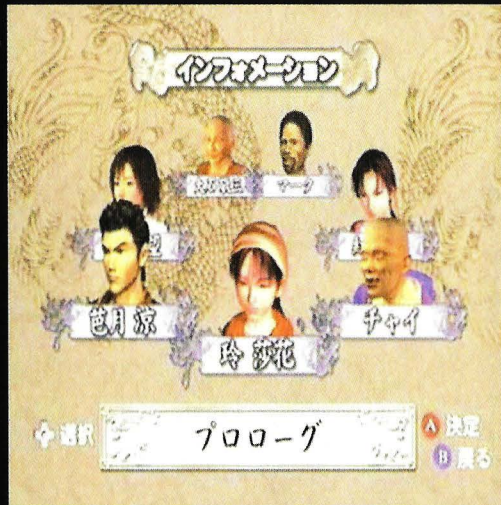 インフォメーション
マーク
芭月 涼
玲 莎花
チャイ
プロローグ
選択
A 決定
B 戻る